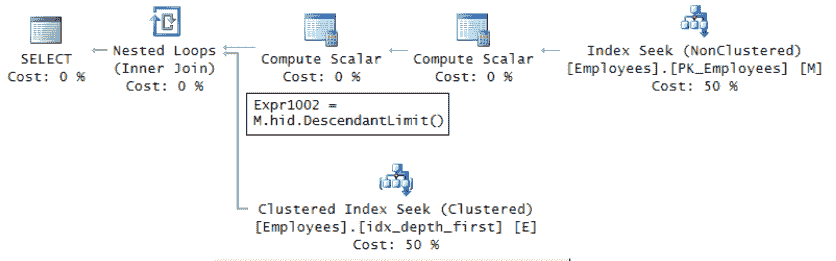 SELECT
Cost: 0 %
Nested Loops
(Inner Join)
Cost: 0 %
Compute Scalar
Cost: 0 %
Compute Scalar
Cost: 0 %
Index Seek (NonClustered)
[Employees].[PK_Employees] [M]
Cost: 50 %
Expr1002 =
M.hid.DescendantLimit()
Clustered Index Seek (Clustered)
[Employees].[idx_depth_first] [E]
Cost: 50 %